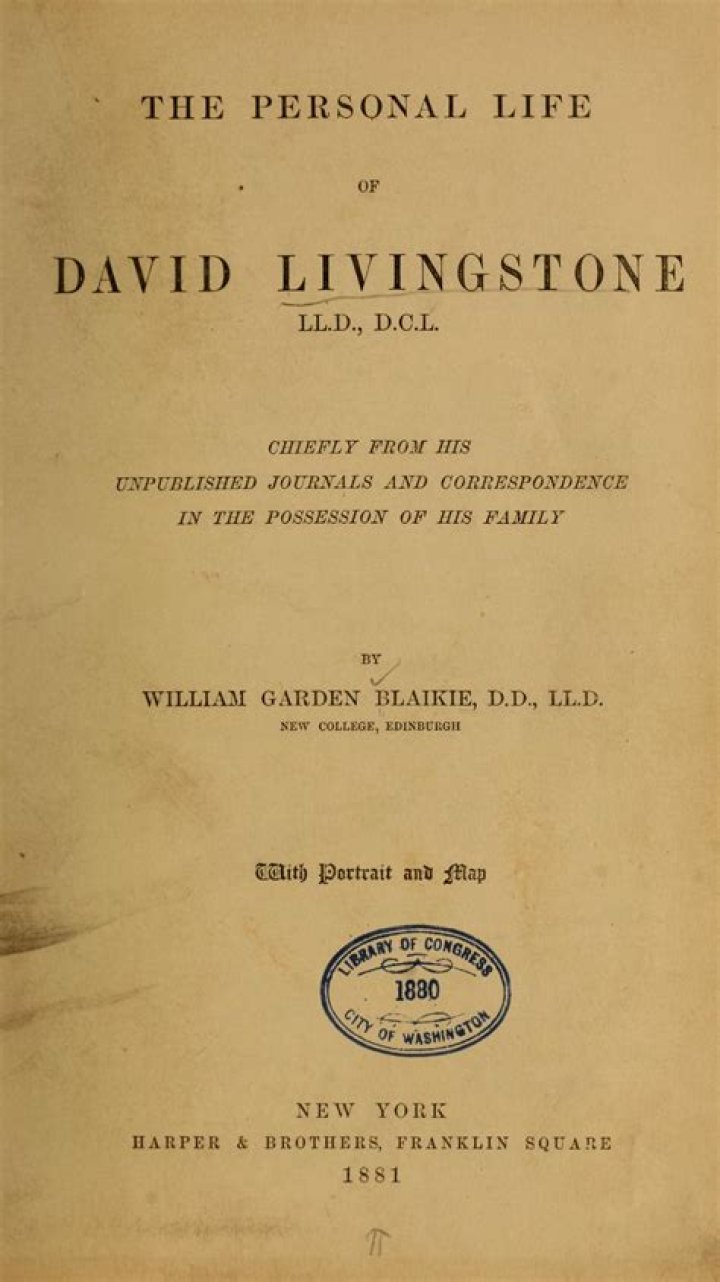 THE PERSONAL LIFE
OF
DAVID LIVINGSTONE
LL.D., D.C.L.
CHIEFLY FROM HIS
UNPUBLISHED JOURNALS AND CORRESPONDENCE
IN THE POSSESSION OF HIS FAMILY
BY
WILLIAM GARDEN BLAIKIE, D.D., LL.D.
NEW COLLEGE, EDINBURGH
With Portrait and Map
LIBRARY OF CONGRESS
1880
CITY OF WASHINGTON
NEW YORK
HARPER & BROTHERS, FRANKLIN SQUARE
1881